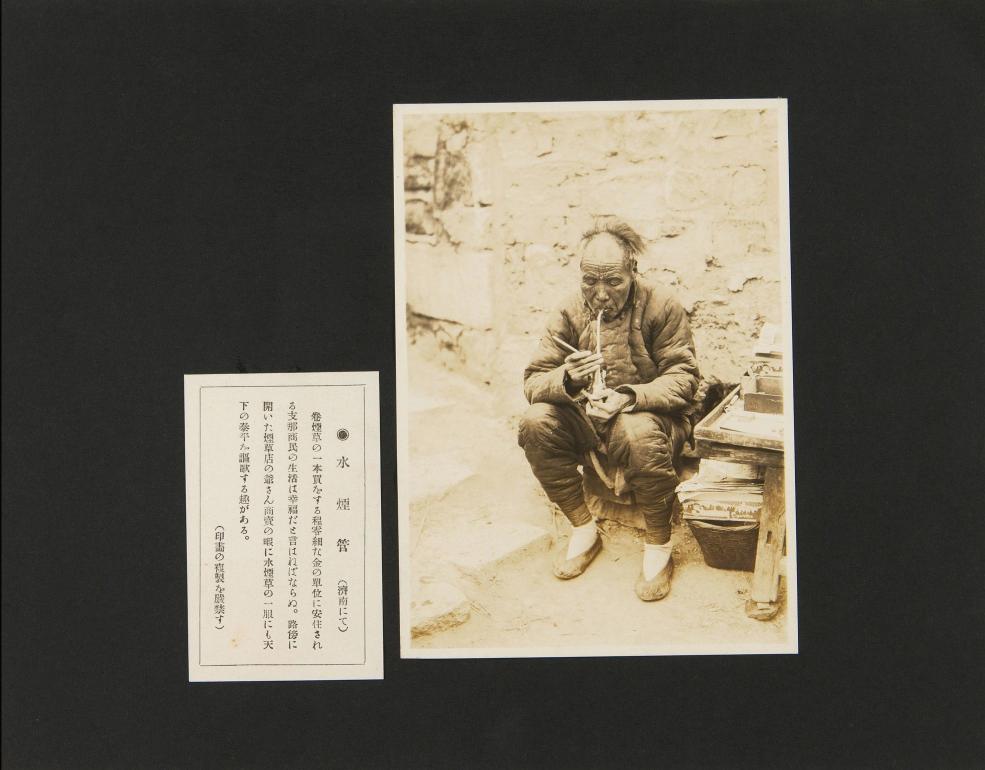 ◉水煙管（濟南にて）
卷煙草の一本買をする程零細な金の單位に安住され
る支那商民の生活は幸福だと言はねばならぬ。路傍に
開いた煙草店の爺さん商賣の暇に水煙草の一服にも天
下の泰平を謳歌する趣がある。
（印畫の複製を嚴禁す）